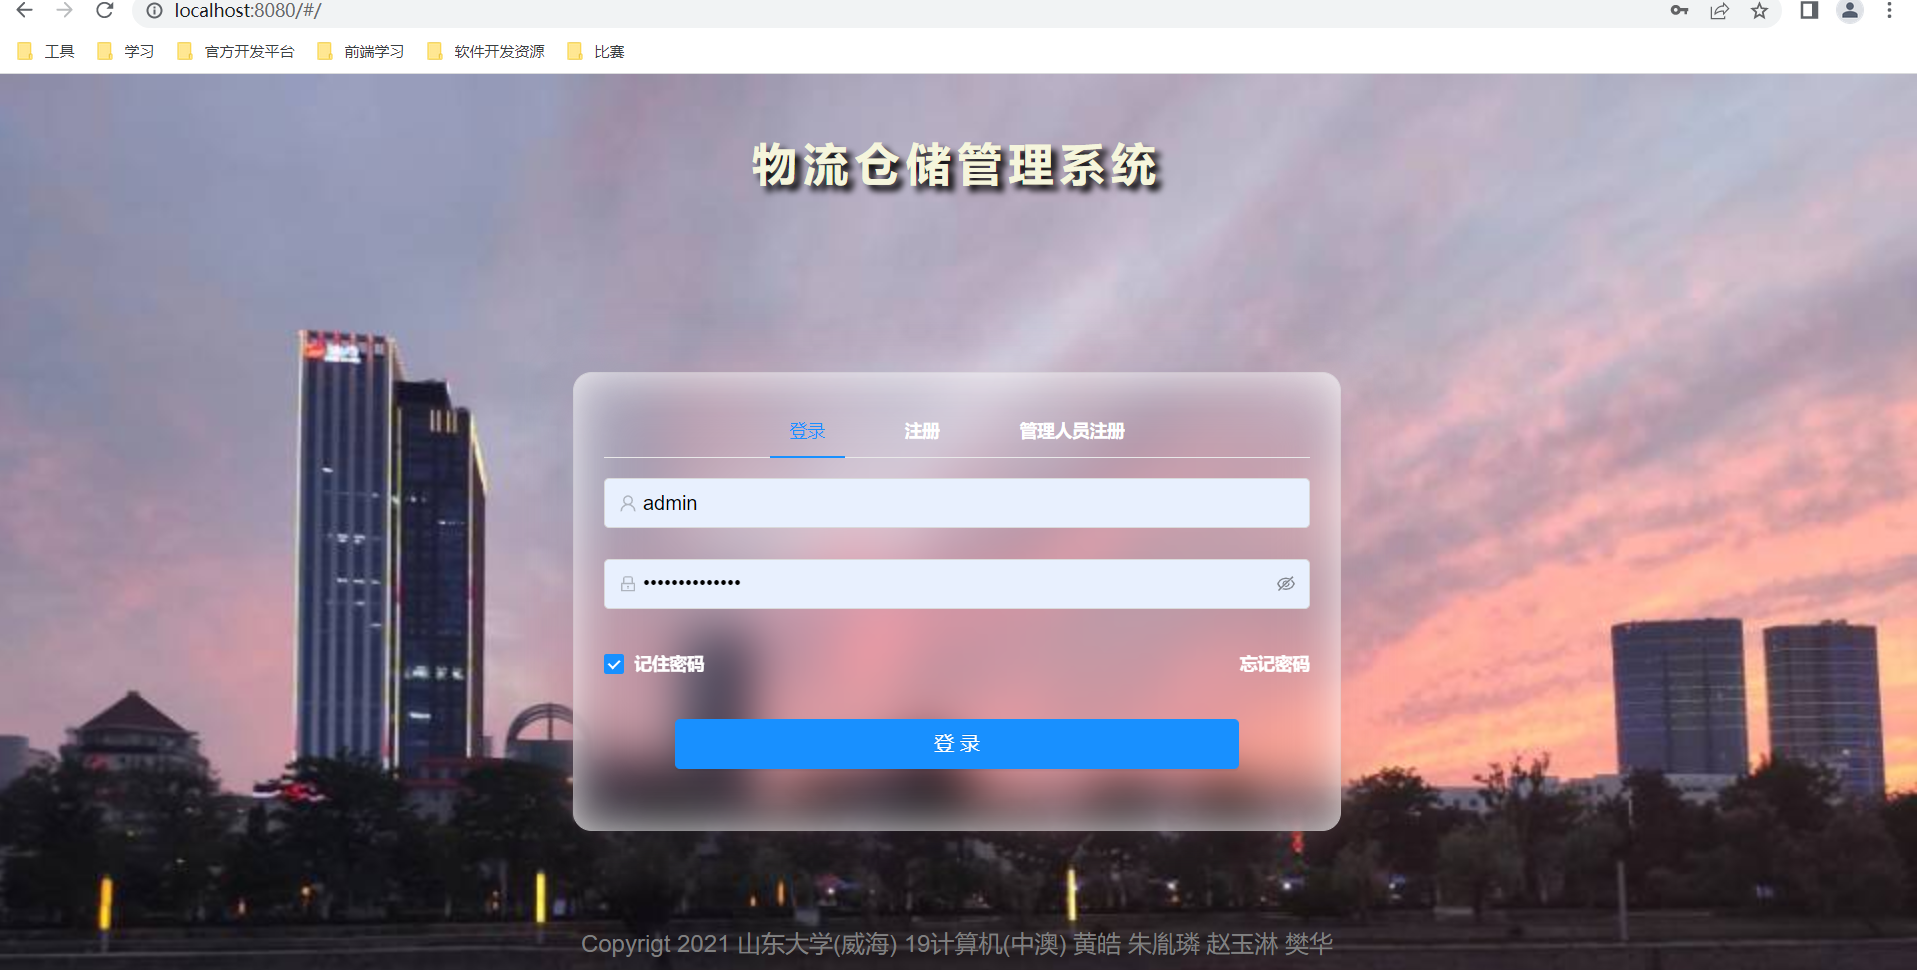 localhost:8080/#/
工具 学习 官方开发平台 前端学习 软件开发资源 比赛
物流仓储管理系统
登录 注册 管理人员注册
admin
••••••••••••••
记住密码 忘记密码
登 录
Copyrigt 2021 山东大学(威海) 19计算机(中澳) 黄皓 朱胤璘 赵玉淋 樊华